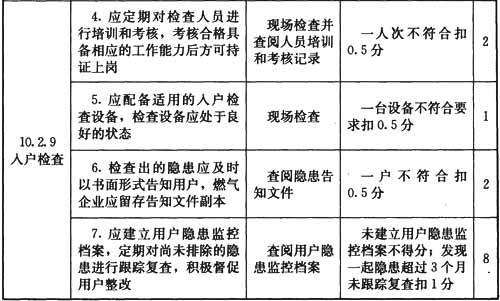 10.2.9
入户检查
4. 应定期对检查人员进
行培训和考核，考核合格具
备相应的工作能力后方可持
证上岗
现场检查并
查阅人员培训
和考核记录
一人次不符合扣
0.5分
2
5. 应配备适用的入户检
查设备，检查设备应处于良
好的状态
现场检查
一台设备不符合要
求扣0.5分
1
6. 检查出的隐患应及时
以书面形式告知用户，燃气
企业应留存告知文件副本
查阅隐患告
知文件
一户不符合扣
0.5分
2
7. 应建立用户隐患监控
档案，定期对尚未排除的隐
患进行跟踪复查，积极督促
用户整改
查阅用户隐
患监控档案
未建立用户隐患监
控档案不得分；发现
一起隐患超过3个月
未跟踪复查扣1分
8